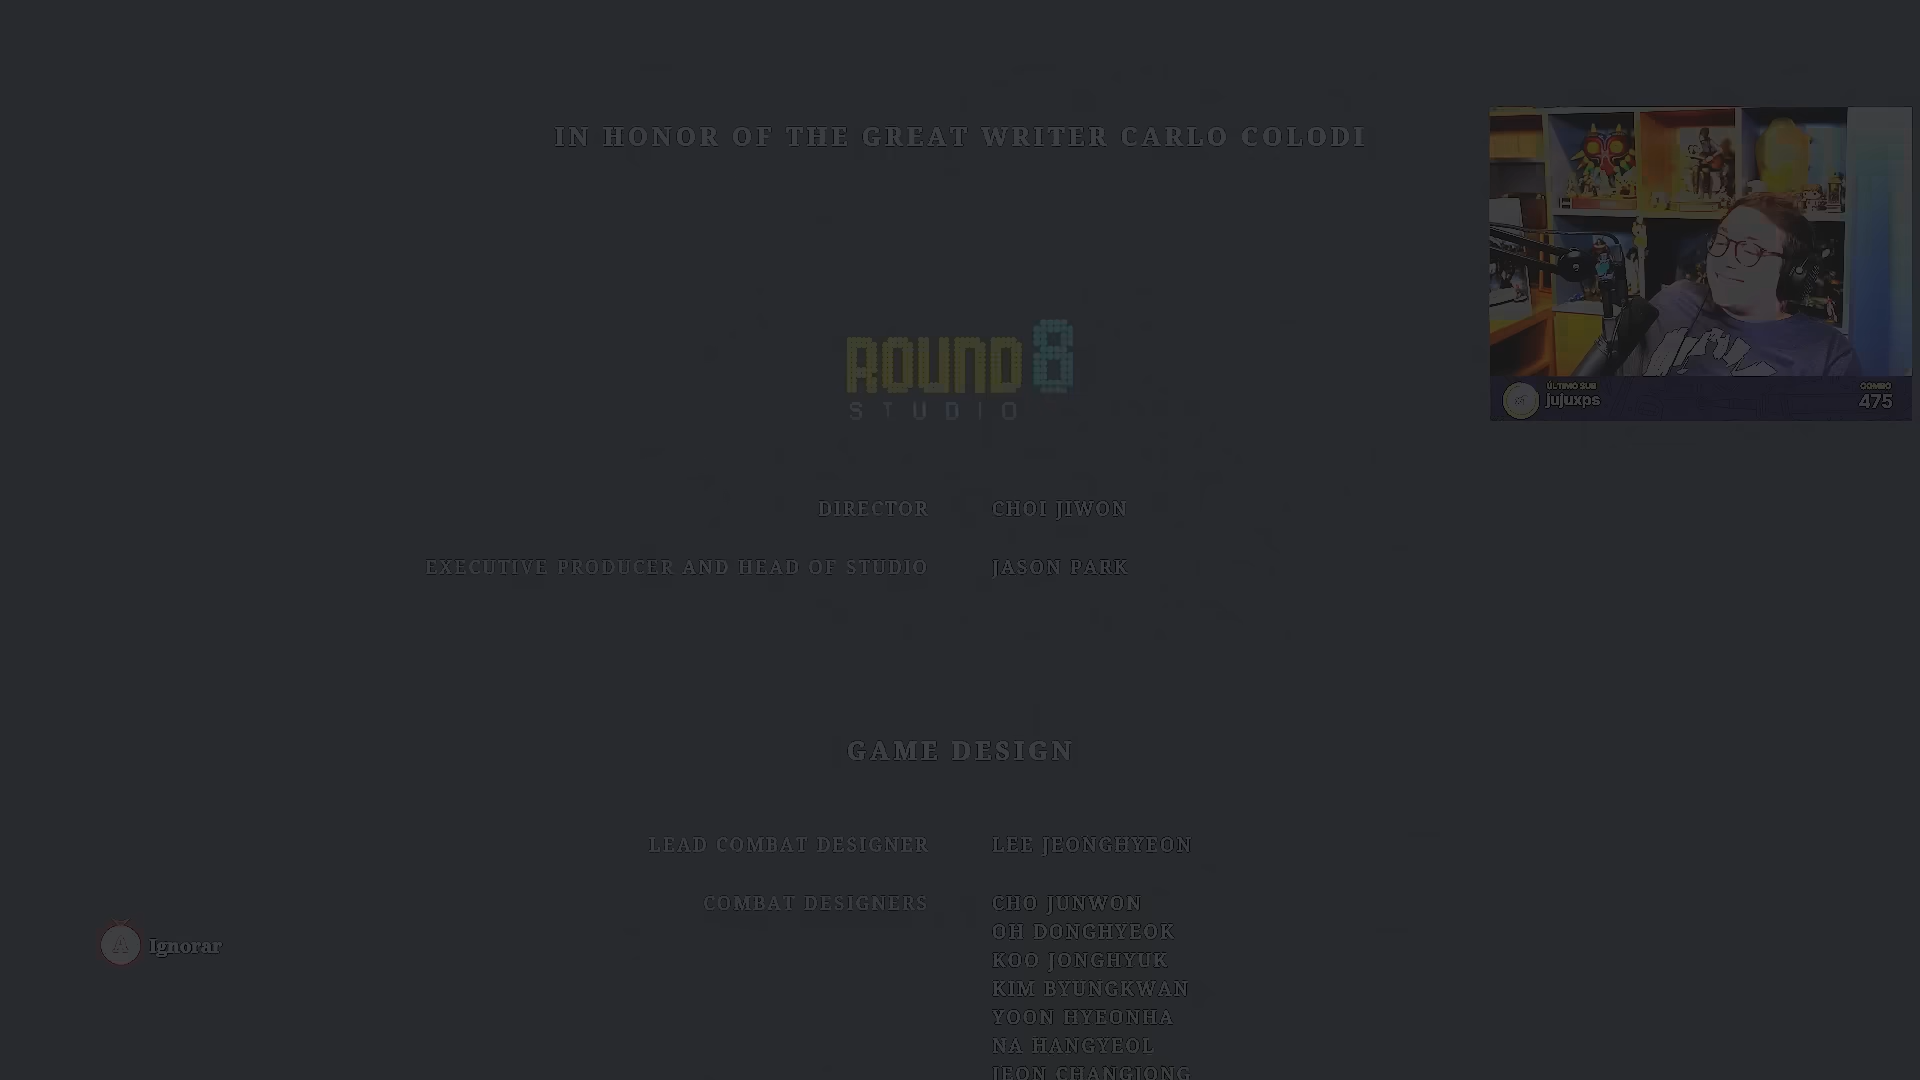 IN HONOR OF THE GREAT WRITER CARLO COLODI
ROUND8
STUDIO
DIRECTOR CHOI JIWON
EXECUTIVE PRODUCER AND HEAD OF STUDIO JASON PARK
GAME DESIGN
LEAD COMBAT DESIGNER LEE JEONGHYEON
COMBAT DESIGNERS CHO JUNWON
OH DONGHYEOK
KOO JONGHYUK
KIM BYUNGKWAN
YOON HYEONHA
NA HANGYEOL
JEON CHANGJONG
A Ignorar
ÚLTIMO SUB
jujuxps
COMBO
475